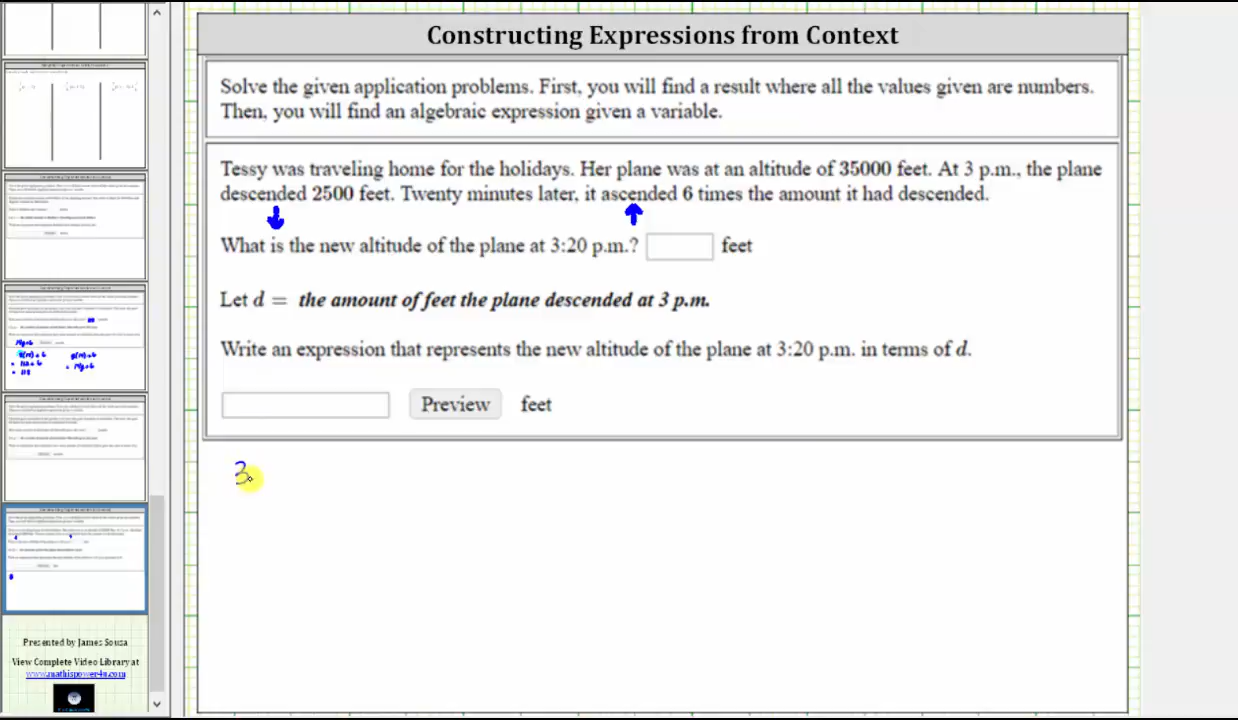 Constructing Expressions from Context
Solve the given application problems. First, you will find a result where all the values given are numbers.
Then, you will find an algebraic expression given a variable.
Tessy was traveling home for the holidays. Her plane was at an altitude of 35000 feet. At 3 p.m., the plane
descended 2500 feet. Twenty minutes later, it ascended 6 times the amount it had descended.
What is the new altitude of the plane at 3:20 p.m.? feet
Let d = the amount of feet the plane descended at 3 p.m.
Write an expression that represents the new altitude of the plane at 3:20 p.m. in terms of d.
Preview feet
3
Presented by James Sousa
View Complete Video Library at
www.mathispower4u.com